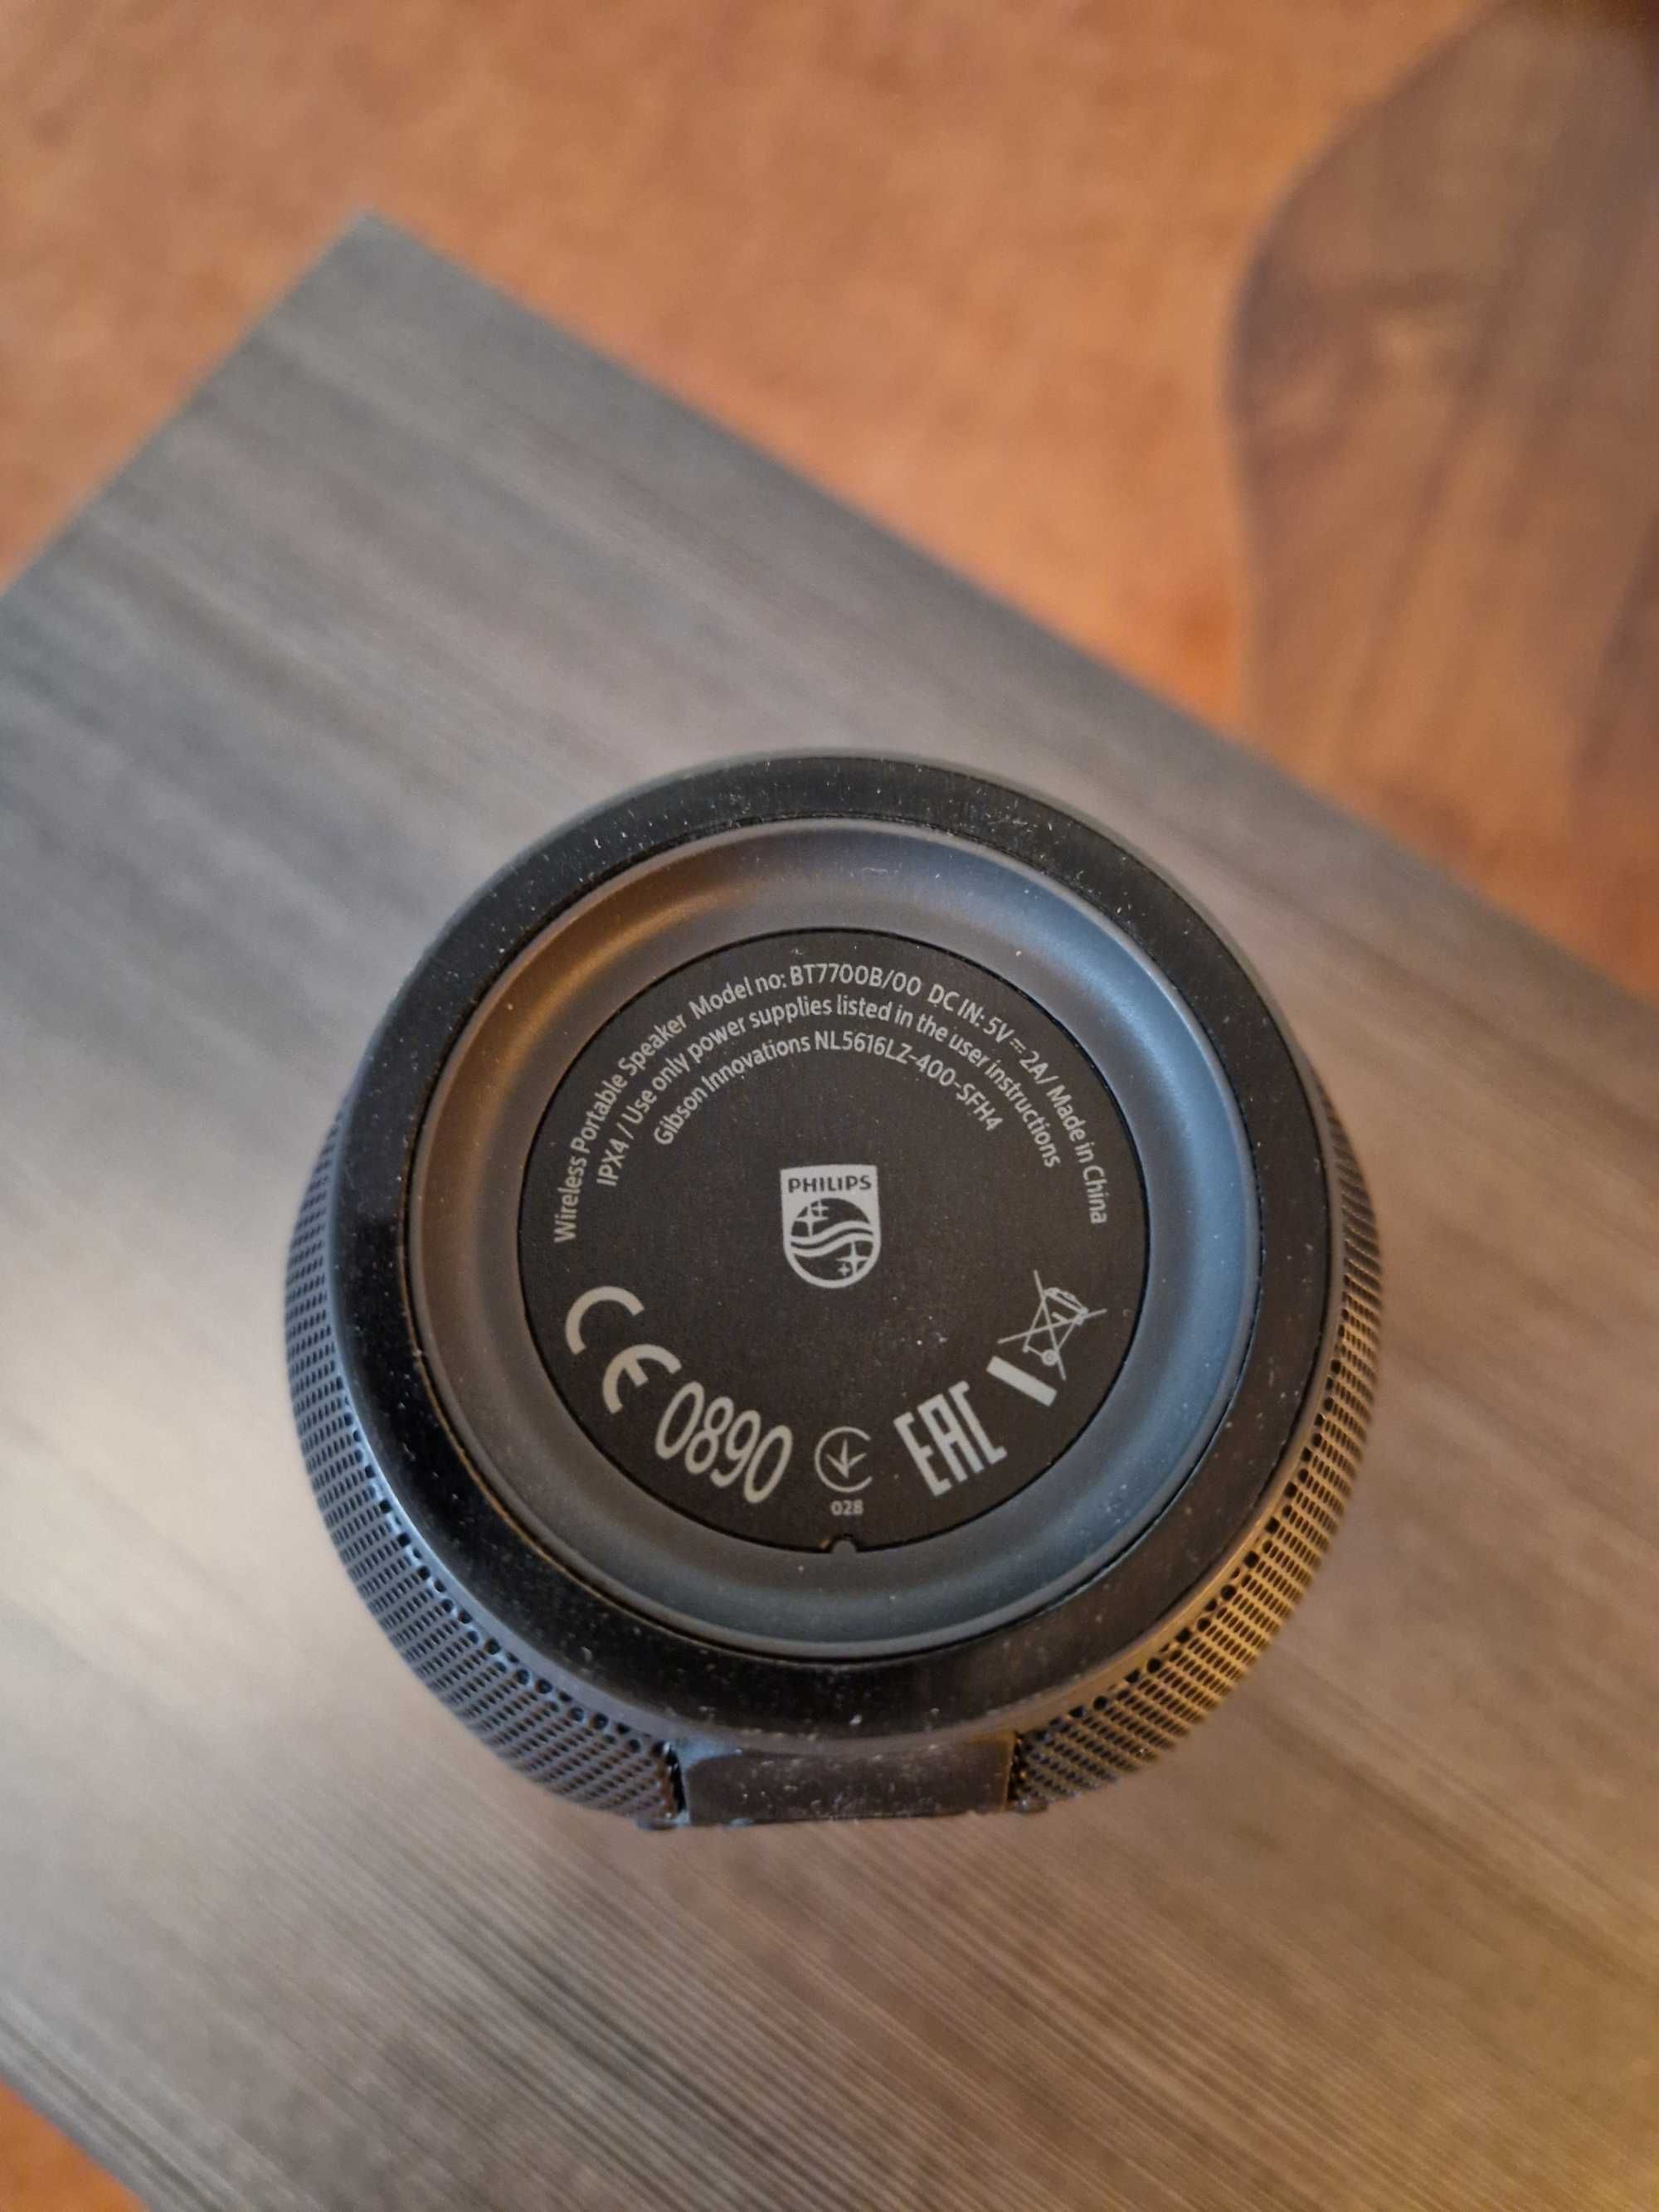 Wireless Portable Speaker Model no: BT7700B/00 DC IN: 5V⎓2A/ Made in China
IPX4 / Use only power supplies listed in the user instructions
Gibson Innovations NL5616LZ-400-SFH4
PHILIPS
CE 0890
028
EAC